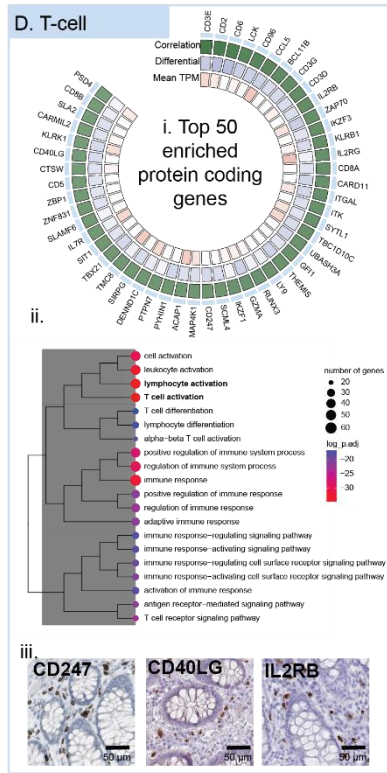 D. T-cell
Correlation
Differential
Mean TPM
CD3E
CD2
CD6
LCK
CD96
CCL5
BCL11B
CD3G
CD3D
IL2RB
ZAP70
IKZF3
KLRB1
IL2RG
CD8A
CARD11
ITGAL
ITK
SYTL1
TBC1D10C
UBASH3A
GFI1
THEMIS
LY9
RUNX3
GZMA
IKZF1
SCML4
CD247
MAP4K1
ACAP1
PYHIN1
PTPN7
DENND1C
SIRPG
TMC8
TBX21
SIT1
IL7R
SLAMF6
ZNF831
ZBP1
CD5
CTSW
CD40LG
KLRK1
CARMIL2
SLA2
CD8B
PSD4
i. Top 50
enriched
protein coding
genes
ii.
cell activation
leukocyte activation
lymphocyte activation
T cell activation
T cell differentiation
lymphocyte differentiation
alpha-beta T cell activation
positive regulation of immune system process
regulation of immune system process
immune response
positive regulation of immune response
regulation of immune response
adaptive immune response
immune response-regulating signaling pathway
immune response-activating signaling pathway
immune response-regulating cell surface receptor signaling pathway
immune response-activating cell surface receptor signaling pathway
activation of immune response
antigen receptor-mediated signaling pathway
T cell receptor signaling pathway
number of genes
20
30
40
50
60
log_p.adj
-20
-25
-30
iii.
CD247
CD40LG
IL2RB
50 µm
50 µm
50 µm